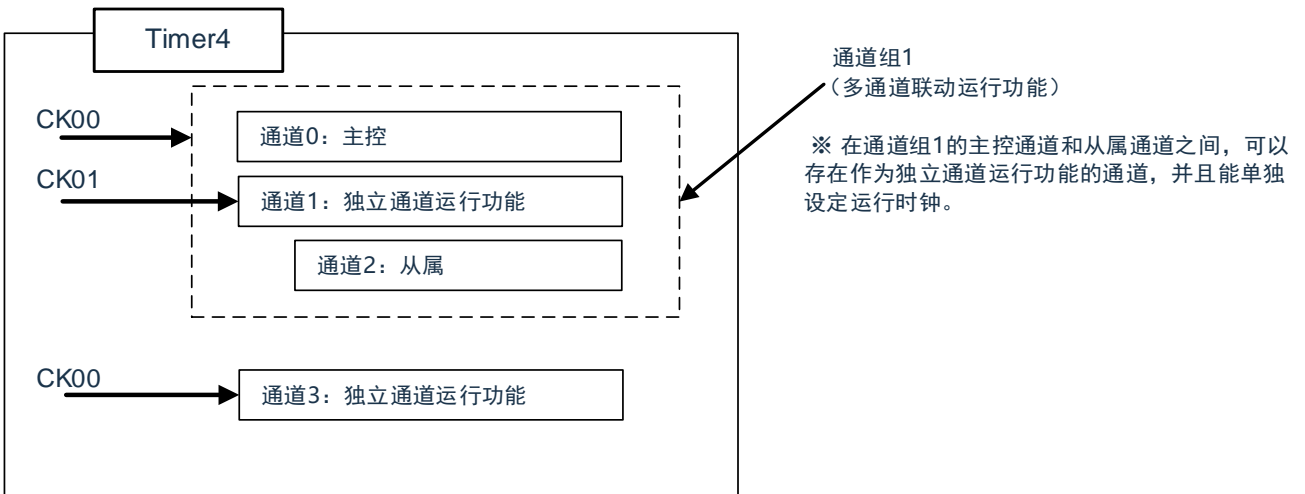 Timer4
通道组1
（多通道联动运行功能）
CK00
通道0：主控
※ 在通道组1的主控通道和从属通道之间，可以
存在作为独立通道运行功能的通道，并且能单独
设定运行时钟。
CK01
通道1：独立通道运行功能
通道2：从属
CK00
通道3：独立通道运行功能